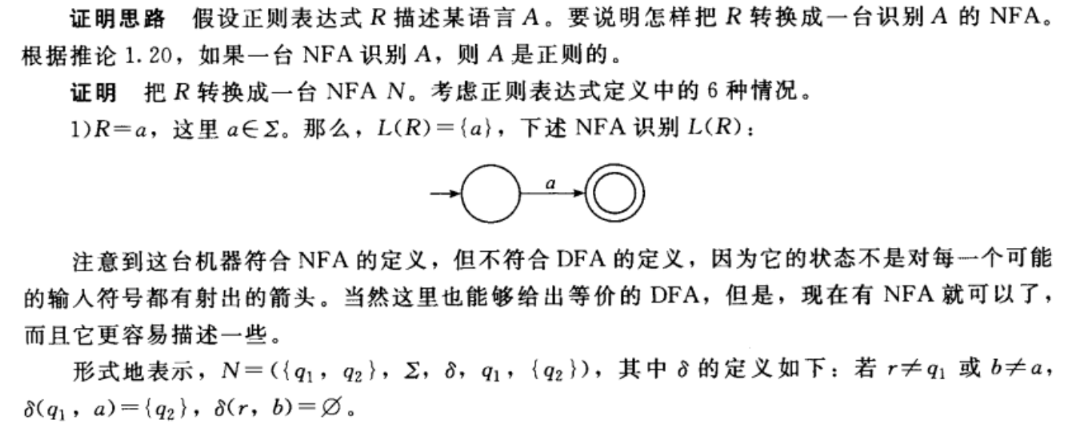 证明思路 假设正则表达式 R 描述某语言 A。要说明怎样把 R 转换成一台识别 A 的 NFA。
根据推论 1.20，如果一台 NFA 识别 A，则 A 是正则的。
证明 把 R 转换成一台 NFA N。考虑正则表达式定义中的 6 种情况。
1)R=a，这里 a∈Σ。那么，L(R)={a}，下述 NFA 识别 L(R)：
a
注意到这台机器符合 NFA 的定义，但不符合 DFA 的定义，因为它的状态不是对每一个可能
的输入符号都有射出的箭头。当然这里也能够给出等价的 DFA，但是，现在有 NFA 就可以了，
而且它更容易描述一些。
形式地表示，N=({q₁，q₂}，Σ，δ，q₁，{q₂})，其中 δ 的定义如下：若 r≠q₁ 或 b≠a，
δ(q₁，a)={q₂}，δ(r，b)=∅。